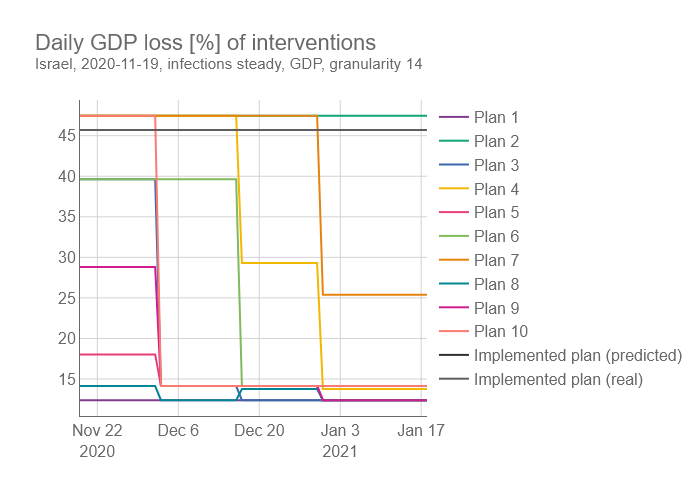 Daily GDP loss [%] of interventions
Israel, 2020-11-19, infections steady, GDP, granularity 14
45
40
35
30
25
20
15
Nov 22
2020
Dec 6
Dec 20
Jan 3
2021
Jan 17
Plan 1
Plan 2
Plan 3
Plan 4
Plan 5
Plan 6
Plan 7
Plan 8
Plan 9
Plan 10
Implemented plan (predicted)
Implemented plan (real)